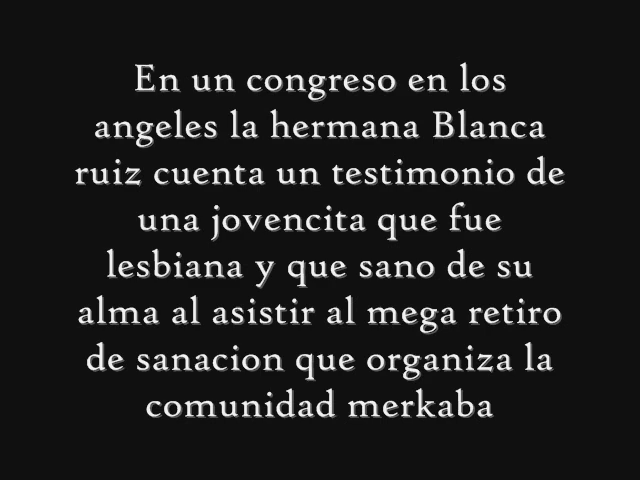 En un congreso en los
angeles la hermana Blanca
ruiz cuenta un testimonio de
una jovencita que fue
lesbiana y que sano de su
alma al asistir al mega retiro
de sanacion que organiza la
comunidad merkaba